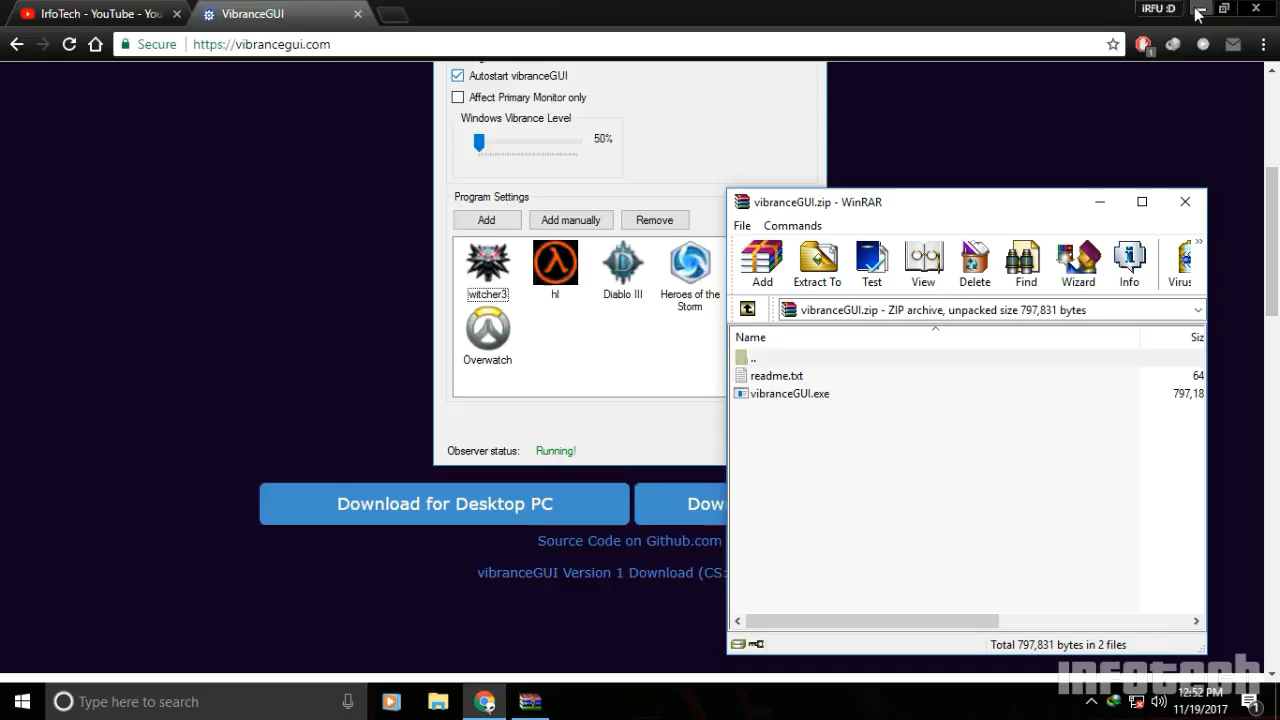 InfoTech - YouTube - You
VibranceGUI
iRFU :D
Secure
https://vibrancegui.com
1
Autostart vibranceGUI
Affect Primary Monitor only
Windows Vibrance Level
50%
Program Settings
Add
Add manually
Remove
witcher3
hl
Diablo III
Heroes of the
Storm
Overwatch
Observer status:
Running!
Download for Desktop PC
Dow
Source Code on Github.com
vibranceGUI Version 1 Download (CS:
vibranceGUI.zip - WinRAR
File
Commands
Add
Extract To
Test
View
Delete
Find
Wizard
Info
Virus
vibranceGUI.zip - ZIP archive, unpacked size 797,831 bytes
Name
Siz
..
readme.txt
64
vibranceGUI.exe
797,18
Total 797,831 bytes in 2 files
infotech
Type here to search
12:52 PM
11/19/2017
1